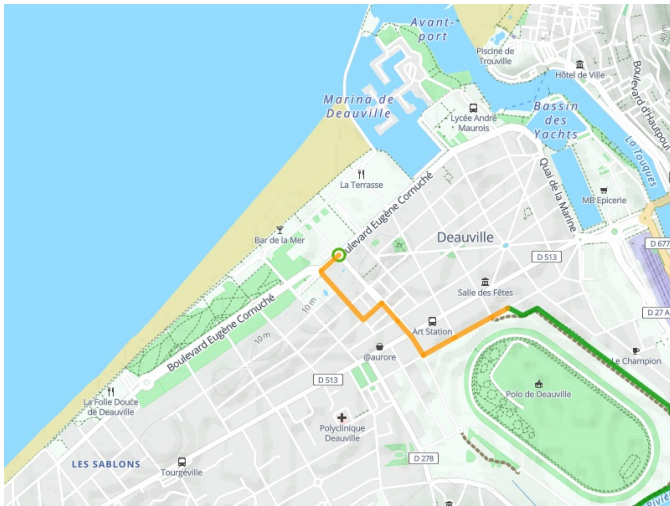 Avant-
port
Piscine de
Trouville
Hôtel de Ville
Boulevard d'Hautpoul
Marina de
Deauville
Lycée André
Maurois
Bassin
des
Yachts
La Touques
La Terrasse
Quai de la Marine
MB Epicerie
Boulevard Eugène Cornuché
Bar de la Mer
Deauville
D 513
D 677
Salle des Fêtes
10 m
10 m
Boulevard Eugène Cornuché
Art Station
D 27 A
@aurore
Le Champion
D 513
La Folie Douce
de Deauville
Polo de Deauville
Polyclinique
Deauville
D 278
LES SABLONS
Tourgéville